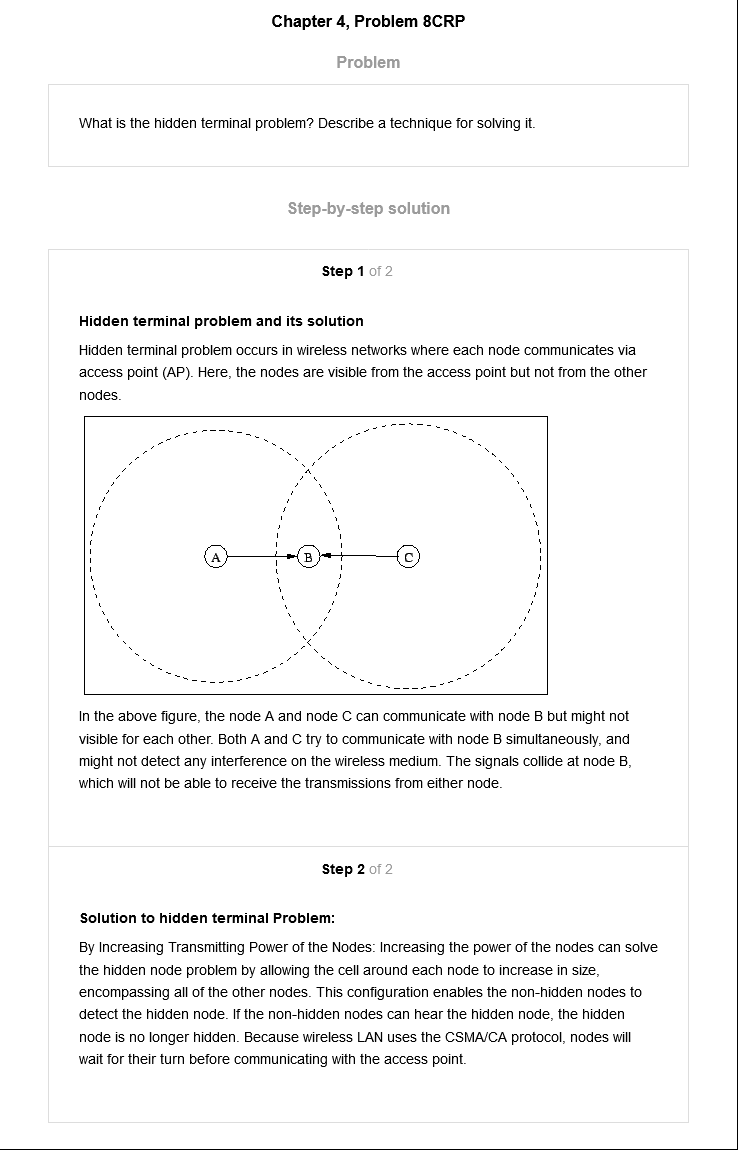 Chapter 4, Problem 8CRP
Problem
What is the hidden terminal problem? Describe a technique for solving it.
Step-by-step solution
Step 1 of 2
Hidden terminal problem and its solution
Hidden terminal problem occurs in wireless networks where each node communicates via
access point (AP). Here, the nodes are visible from the access point but not from the other
nodes.
A B C
In the above figure, the node A and node C can communicate with node B but might not
visible for each other. Both A and C try to communicate with node B simultaneously, and
might not detect any interference on the wireless medium. The signals collide at node B,
which will not be able to receive the transmissions from either node.
Step 2 of 2
Solution to hidden terminal Problem:
By Increasing Transmitting Power of the Nodes: Increasing the power of the nodes can solve
the hidden node problem by allowing the cell around each node to increase in size,
encompassing all of the other nodes. This configuration enables the non-hidden nodes to
detect the hidden node. If the non-hidden nodes can hear the hidden node, the hidden
node is no longer hidden. Because wireless LAN uses the CSMA/CA protocol, nodes will
wait for their turn before communicating with the access point.